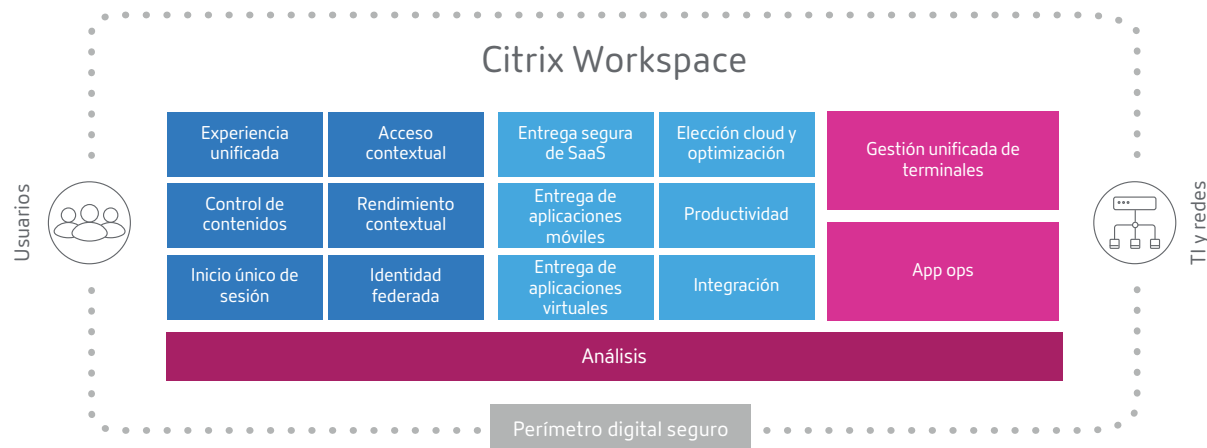 Citrix Workspace
Usuarios
Experiencia
unificada
Acceso
contextual
Entrega segura
de SaaS
Elección cloud y
optimización
Gestión unificada de
terminales
Control de
contenidos
Rendimiento
contextual
Entrega de
aplicaciones
móviles
Productividad
Inicio único de
sesión
Identidad
federada
Entrega de
aplicaciones
virtuales
Integración
App ops
TI y redes
Análisis
Perímetro digital seguro